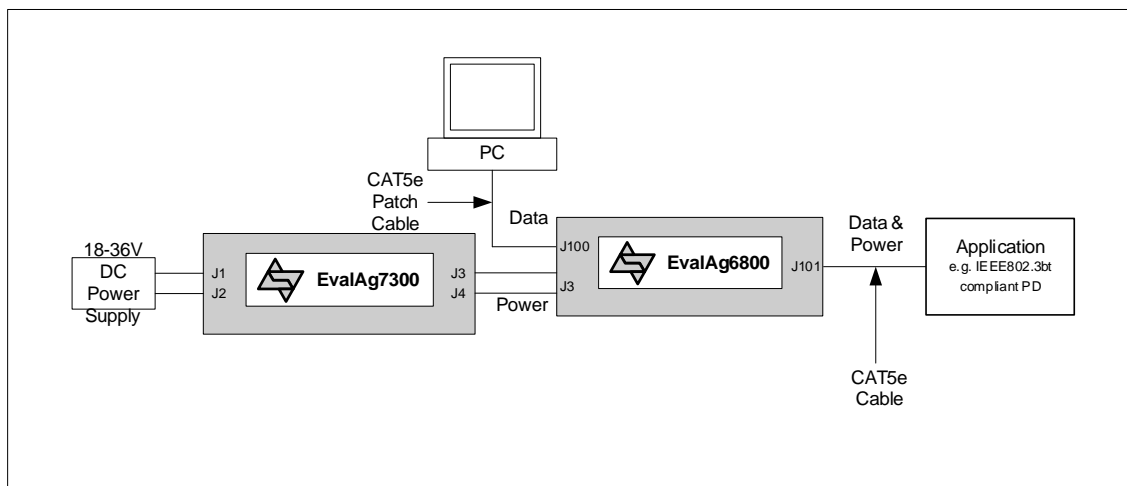 PC
CAT5e
Patch
Cable
Data
18-36V
DC
Power
Supply
J1
J2
EvalAg7300
J3
J4
Power
J100
J3
EvalAg6800
J101
Data &
Power
Application
e.g. IEEE802.3bt
compliant PD
CAT5e
Cable